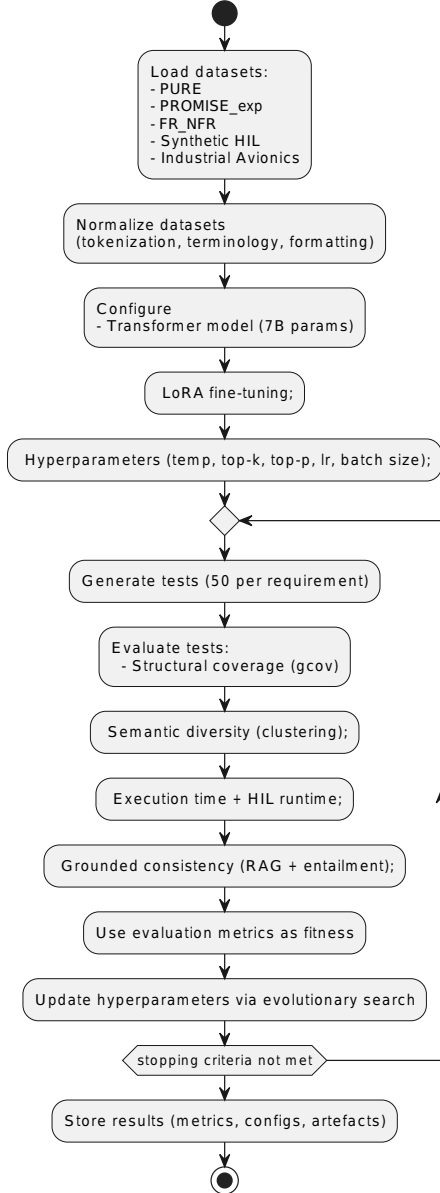 Load datasets:
- PURE
- PROMISE_exp
- FR_NFR
- Synthetic HIL
- Industrial Avionics
Normalize datasets
(tokenization, terminology, formatting)
Configure
- Transformer model (7B params)
LoRA fine-tuning;
Hyperparameters (temp, top-k, top-p, lr, batch size);
Generate tests (50 per requirement)
Evaluate tests:
- Structural coverage (gcov)
Semantic diversity (clustering);
Execution time + HIL runtime;
Grounded consistency (RAG + entailment);
Use evaluation metrics as fitness
Update hyperparameters via evolutionary search
stopping criteria not met
Store results (metrics, configs, artefacts)